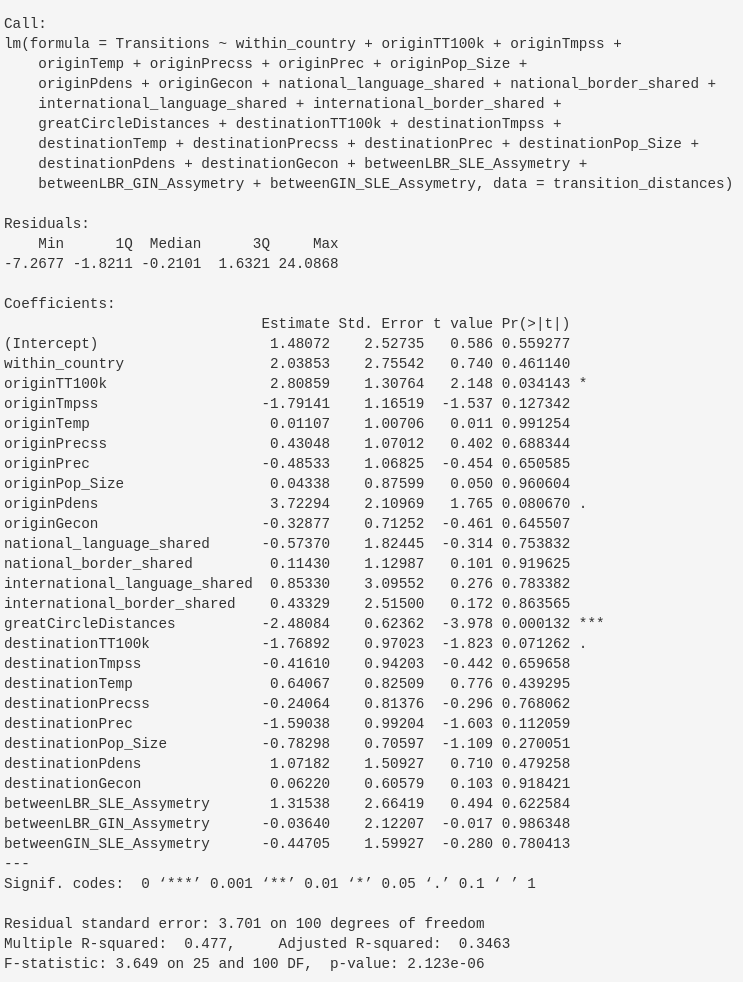 Call:
lm(formula = Transitions ~ within_country + originTT100k + originTmpss +
    originTemp + originPrecss + originPrec + originPop_Size +
    originPdens + originGecon + national_language_shared + national_border_shared +
    international_language_shared + international_border_shared +
    greatCircleDistances + destinationTT100k + destinationTmpss +
    destinationTemp + destinationPrecss + destinationPrec + destinationPop_Size +
    destinationPdens + destinationGecon + betweenLBR_SLE_Assymetry +
    betweenLBR_GIN_Assymetry + betweenGIN_SLE_Assymetry, data = transition_distances)

Residuals:
    Min      1Q  Median      3Q     Max
-7.2677 -1.8211 -0.2101  1.6321 24.0868

Coefficients:
                              Estimate Std. Error t value Pr(>|t|)
(Intercept)                    1.48072    2.52735   0.586 0.559277
within_country                 2.03853    2.75542   0.740 0.461140
originTT100k                   2.80859    1.30764   2.148 0.034143 *
originTmpss                   -1.79141    1.16519  -1.537 0.127342
originTemp                     0.01107    1.00706   0.011 0.991254
originPrecss                   0.43048    1.07012   0.402 0.688344
originPrec                    -0.48533    1.06825  -0.454 0.650585
originPop_Size                 0.04338    0.87599   0.050 0.960604
originPdens                    3.72294    2.10969   1.765 0.080670 .
originGecon                   -0.32877    0.71252  -0.461 0.645507
national_language_shared      -0.57370    1.82445  -0.314 0.753832
national_border_shared         0.11430    1.12987   0.101 0.919625
international_language_shared  0.85330    3.09552   0.276 0.783382
international_border_shared    0.43329    2.51500   0.172 0.863565
greatCircleDistances          -2.48084    0.62362  -3.978 0.000132 ***
destinationTT100k             -1.76892    0.97023  -1.823 0.071262 .
destinationTmpss              -0.41610    0.94203  -0.442 0.659658
destinationTemp                0.64067    0.82509   0.776 0.439295
destinationPrecss             -0.24064    0.81376  -0.296 0.768062
destinationPrec               -1.59038    0.99204  -1.603 0.112059
destinationPop_Size           -0.78298    0.70597  -1.109 0.270051
destinationPdens               1.07182    1.50927   0.710 0.479258
destinationGecon               0.06220    0.60579   0.103 0.918421
betweenLBR_SLE_Assymetry       1.31538    2.66419   0.494 0.622584
betweenLBR_GIN_Assymetry      -0.03640    2.12207  -0.017 0.986348
betweenGIN_SLE_Assymetry      -0.44705    1.59927  -0.280 0.780413
---
Signif. codes:  0 ‘***’ 0.001 ‘**’ 0.01 ‘*’ 0.05 ‘.’ 0.1 ‘ ’ 1

Residual standard error: 3.701 on 100 degrees of freedom
Multiple R-squared:  0.477,     Adjusted R-squared:  0.3463
F-statistic: 3.649 on 25 and 100 DF,  p-value: 2.123e-06